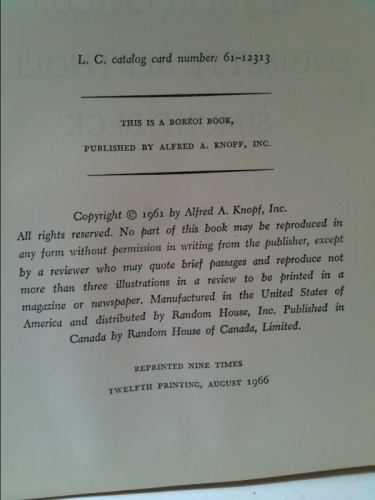 L. C. catalog card number: 61-12313
THIS IS A BORZOI BOOK,
PUBLISHED BY ALFRED A. KNOPF, INC.
Copyright © 1961 by Alfred A. Knopf, Inc.
All rights reserved. No part of this book may be reproduced in
any form without permission in writing from the publisher, except
by a reviewer who may quote brief passages and reproduce not
more than three illustrations in a review to be printed in a
magazine or newspaper. Manufactured in the United States of
America and distributed by Random House, Inc. Published in
Canada by Random House of Canada, Limited.
REPRINTED NINE TIMES
TWELFTH PRINTING, AUGUST 1966